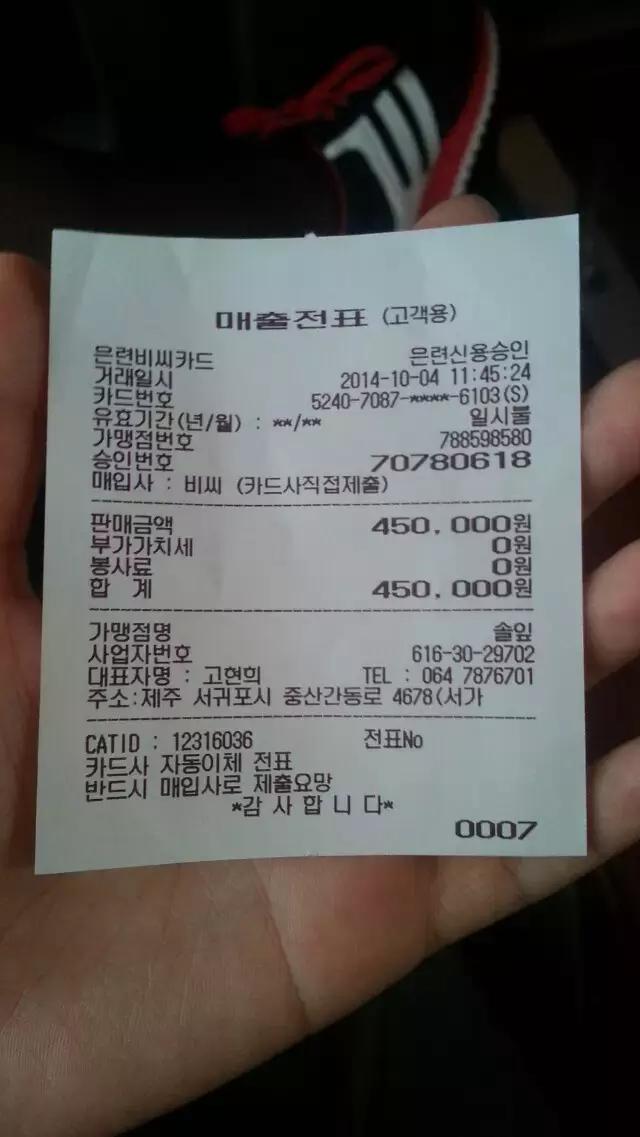 매출전표 (고객용)
은련비씨카드 은련신용승인
거래일시 2014-10-04 11:45:24
카드번호 5240-7087-****-6103(S)
유효기간(년/월) : **/** 일시불
가맹점번호 788598580
승인번호 70780618
매입사 : 비씨 (카드사직접제출)
판매금액 450,000원
부가가치세 0원
봉사료 0원
합 계 450,000원
가맹점명 솔잎
사업자번호 616-30-29702
대표자명 : 고현희 TEL : 064 7876701
주소:제주 서귀포시 중산간동로 4678(서가
CATID : 12316036 전표No
카드사 자동이체 전표
반드시 매입사로 제출요망
*감 사 합 니 다*
0007